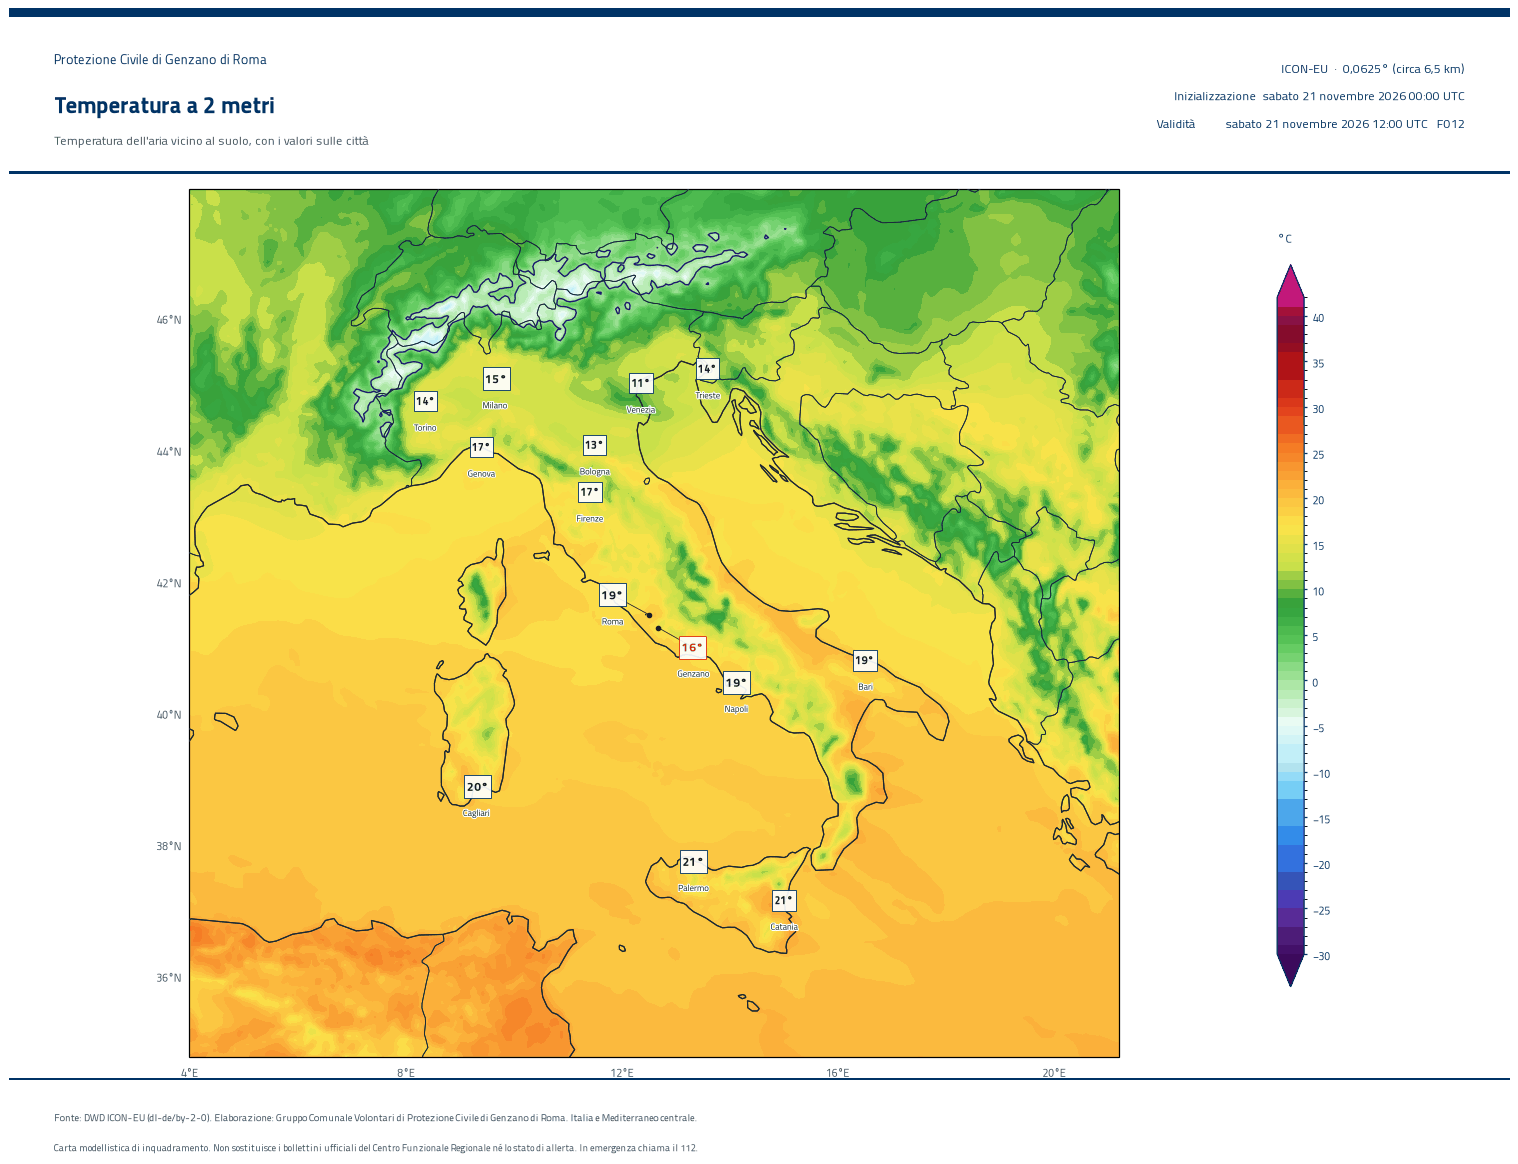 Protezione Civile di Genzano di Roma
Temperatura a 2 metri
Temperatura dell'aria vicino al suolo, con i valori sulle città
ICON-EU · 0,0625° (circa 6,5 km)
Inizializzazione sabato 21 novembre 2026 00:00 UTC
Validità sabato 21 novembre 2026 12:00 UTC F012
°C
40
35
30
25
20
15
10
5
0
−5
−10
−15
−20
−25
−30
46°N
44°N
42°N
40°N
38°N
36°N
4°E
8°E
12°E
16°E
20°E
15°
Milano
14°
Torino
11°
Venezia
14°
Trieste
17°
Genova
13°
Bologna
17°
Firenze
19°
Roma
16°
Genzano
19°
Napoli
19°
Bari
20°
Cagliari
21°
Palermo
21°
Catania
Fonte: DWD ICON-EU (dl-de/by-2-0). Elaborazione: Gruppo Comunale Volontari di Protezione Civile di Genzano di Roma. Italia e Mediterraneo centrale.
Carta modellistica di inquadramento. Non sostituisce i bollettini ufficiali del Centro Funzionale Regionale né lo stato di allerta. In emergenza chiama il 112.